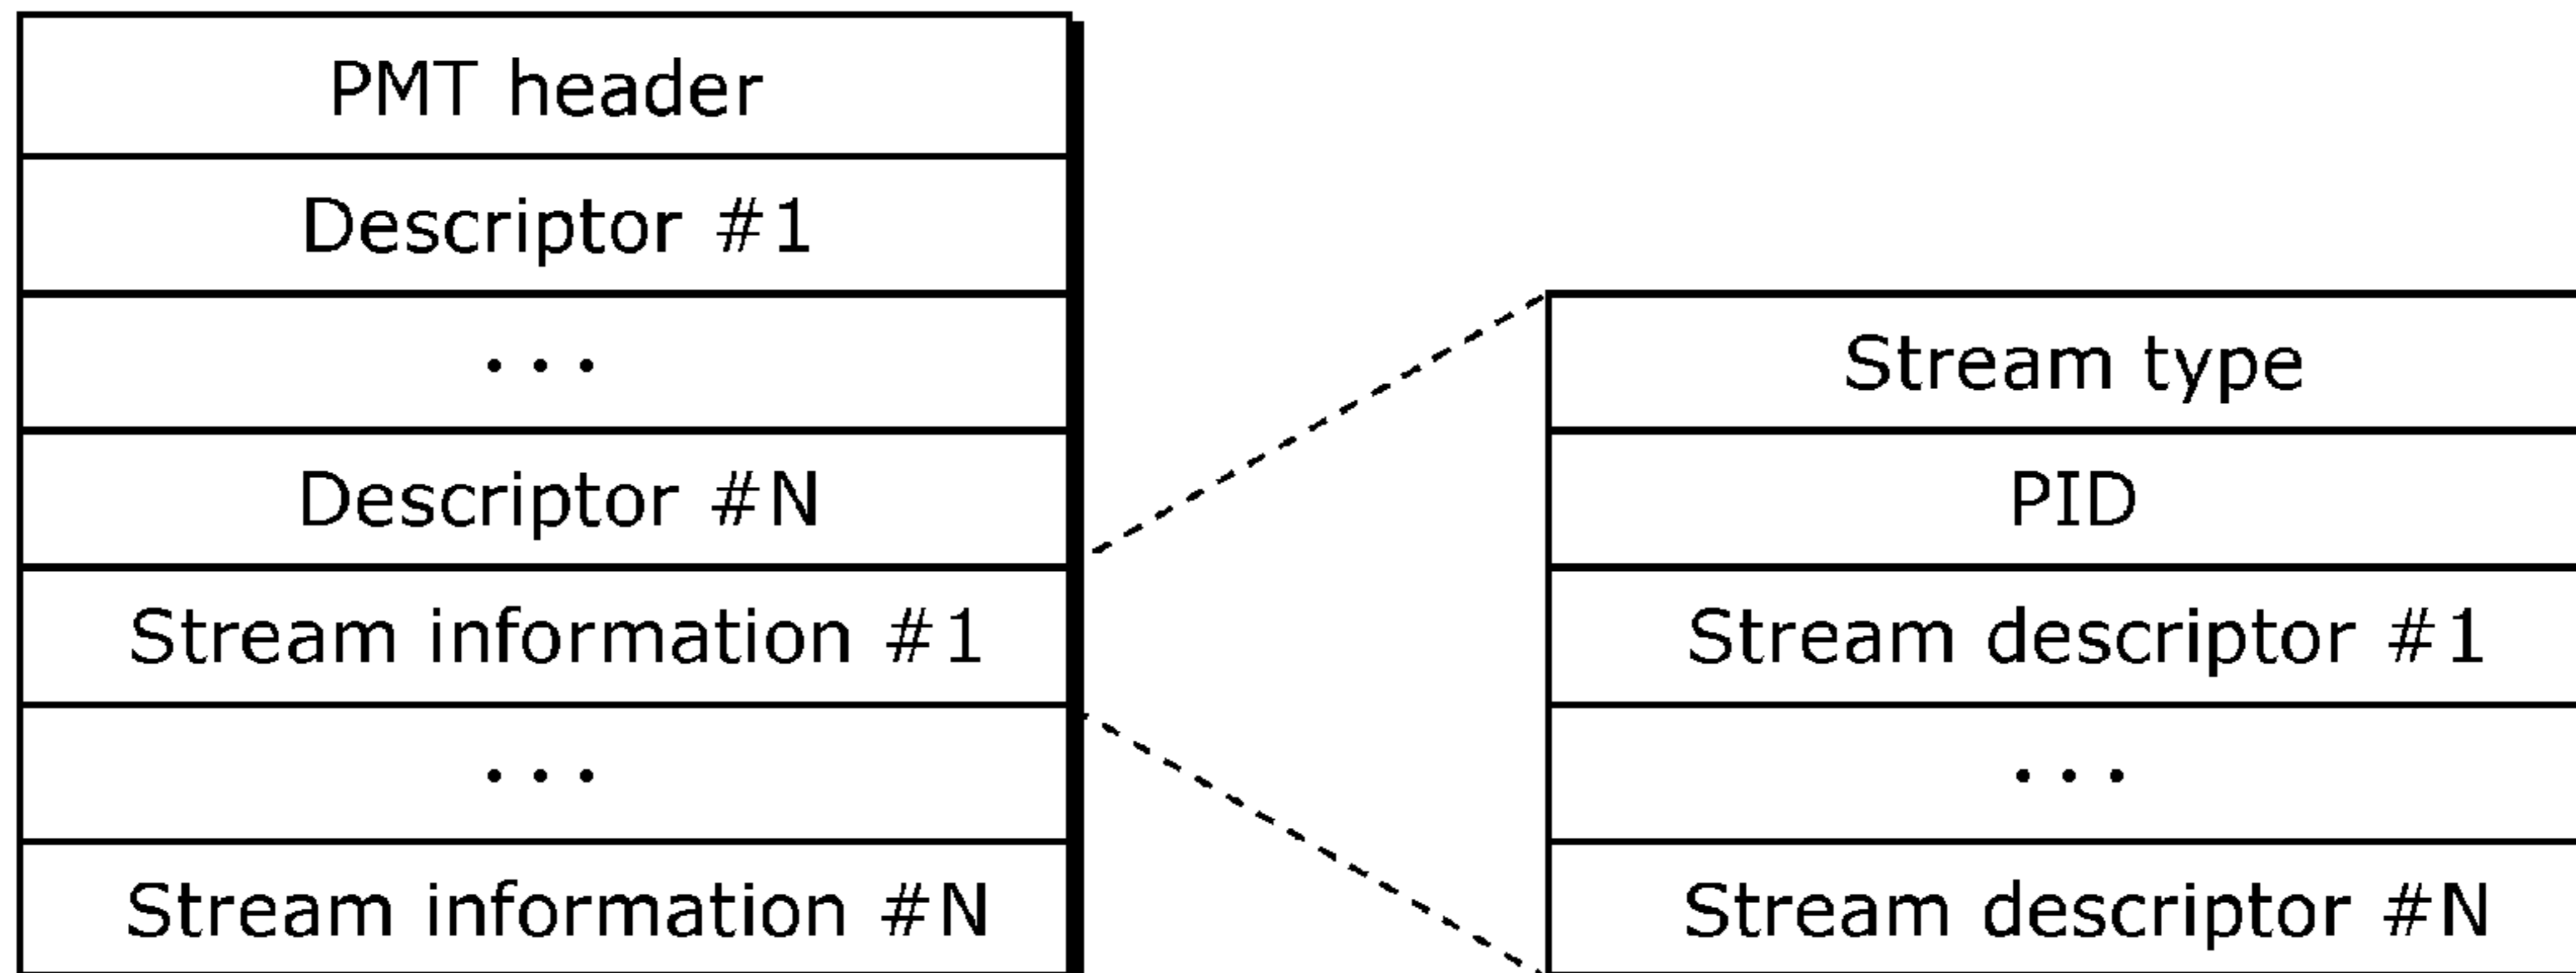 PMT header
Descriptor #1
. . .
Descriptor #N
Stream information #1
. . .
Stream information #N
Stream type
PID
Stream descriptor #1
. . .
Stream descriptor #N